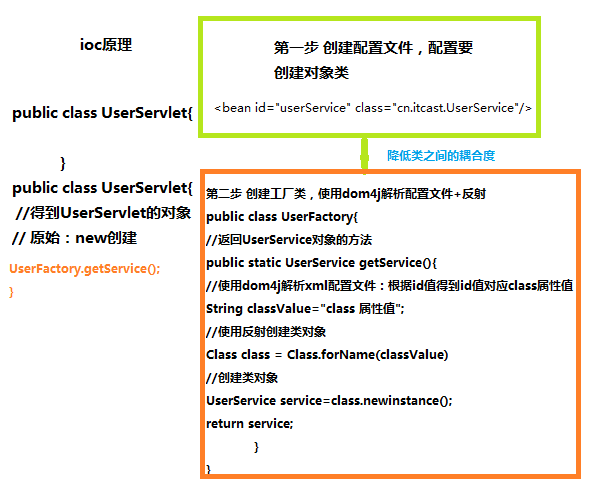 ioc原理
public class UserServlet{
}
public class UserServlet{
//得到UserServlet的对象
// 原始：new创建
UserFactory.getService();
}
第一步 创建配置文件，配置要
创建对象类
<bean id="userService" class="cn.itcast.UserService"/>
降低类之间的耦合度
第二步 创建工厂类，使用dom4j解析配置文件+反射
public class UserFactory{
//返回UserService对象的方法
public static UserService getService(){
//使用dom4j解析xml配置文件：根据id值得到id值对应class属性值
String classValue="class 属性值";
//使用反射创建类对象
Class class = Class.forName(classValue)
//创建类对象
UserService service=class.newinstance();
return service;
}
}